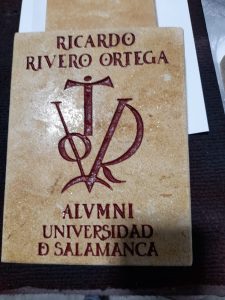 RICARDO
RIVERO ORTEGA
ALVMNI
UNIVERSIDAD
Ð SALAMANCA